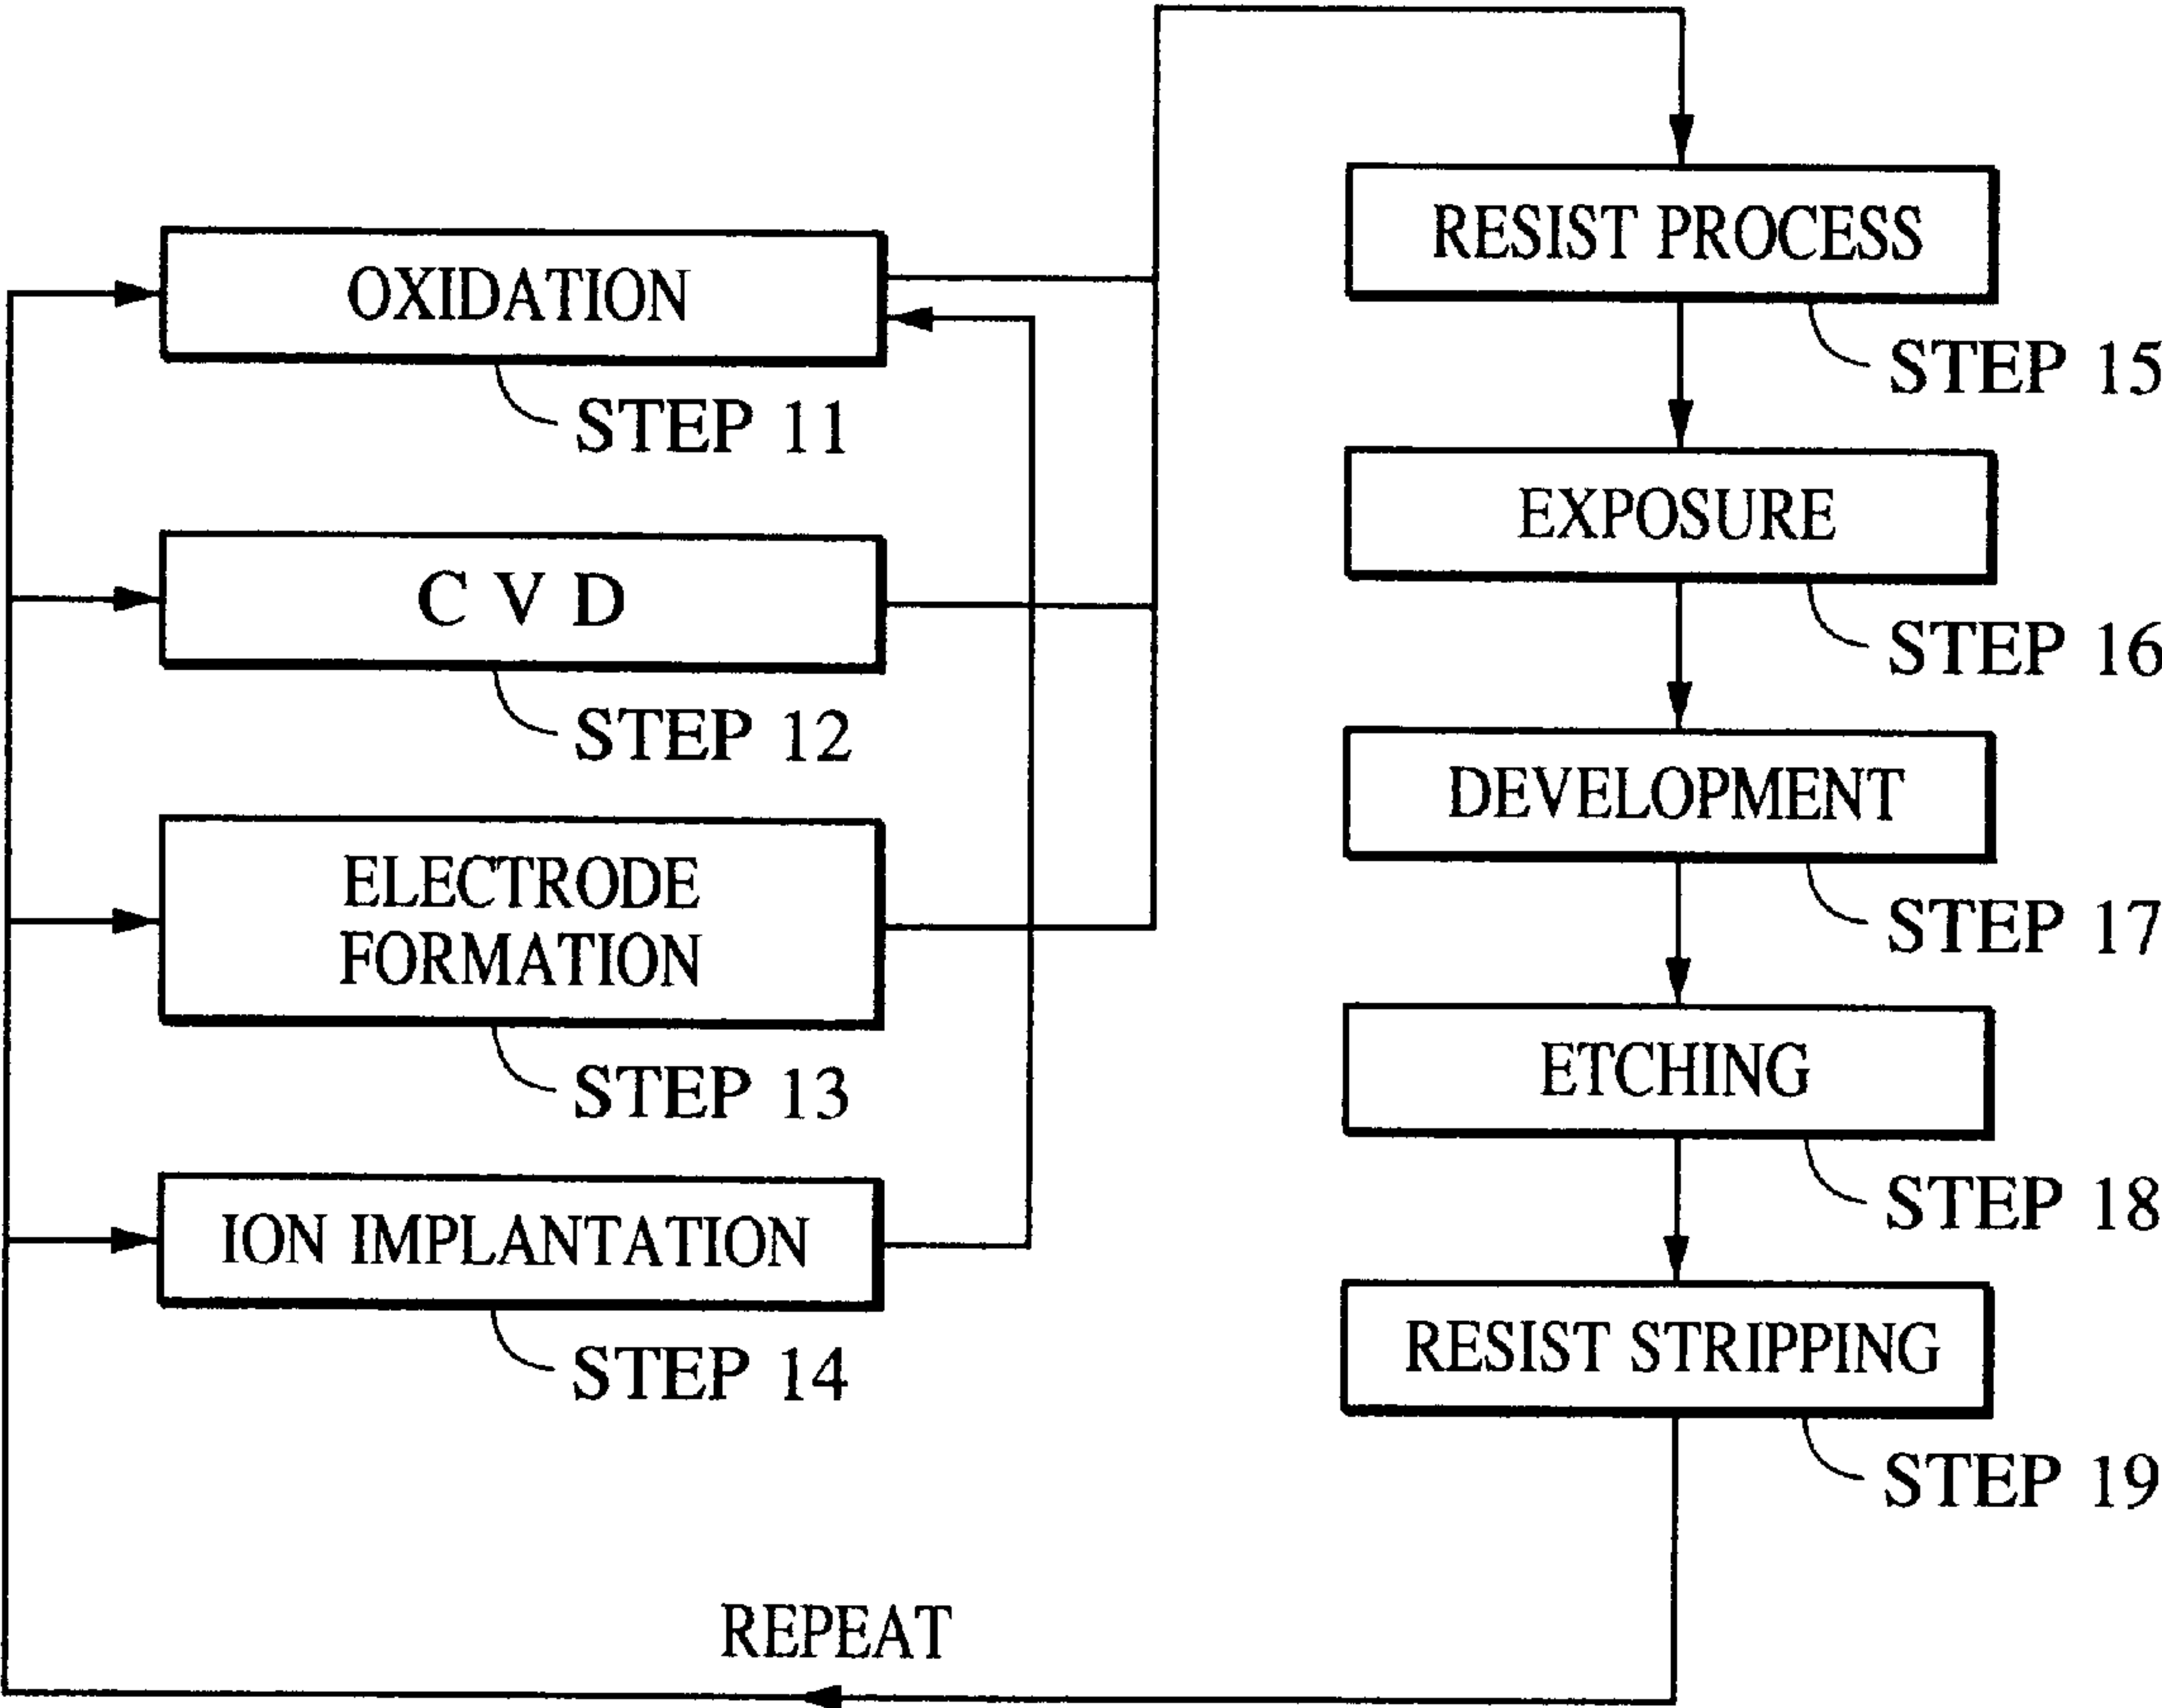 OXIDATION
STEP 11
C V D
STEP 12
ELECTRODE
FORMATION
STEP 13
ION IMPLANTATION
STEP 14
RESIST PROCESS
STEP 15
EXPOSURE
STEP 16
DEVELOPMENT
STEP 17
ETCHING
STEP 18
RESIST STRIPPING
STEP 19
REPEAT